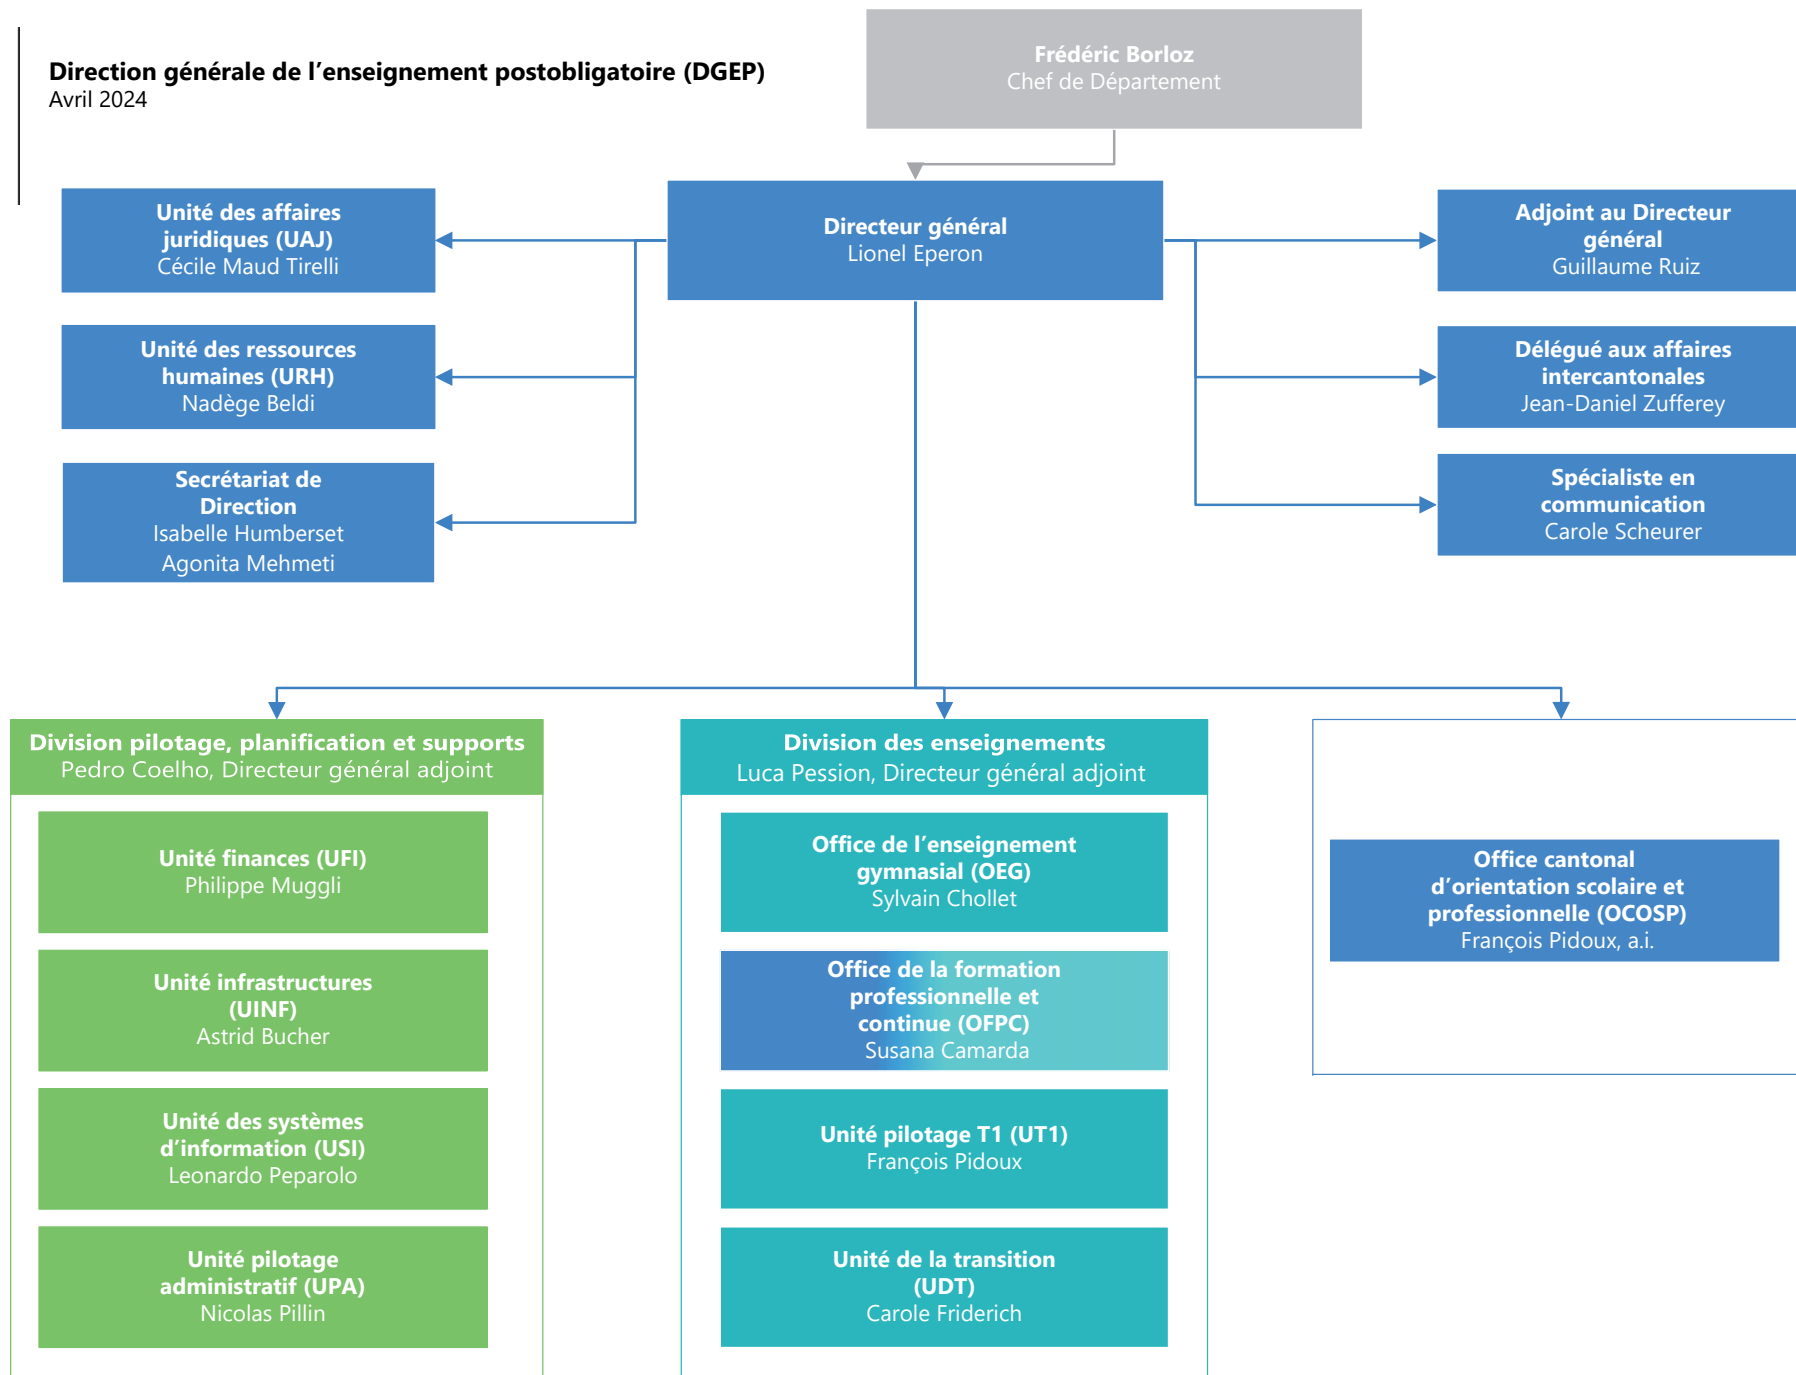 Direction générale de l’enseignement postobligatoire (DGEP)
Avril 2024
Frédéric Borloz
Chef de Département
Unité des affaires
juridiques (UAJ)
Cécile Maud Tirelli
Directeur général
Lionel Eperon
Adjoint au Directeur
général
Guillaume Ruiz
Unité des ressources
humaines (URH)
Nadège Beldi
Délégué aux affaires
intercantonales
Jean-Daniel Zufferey
Secrétariat de
Direction
Isabelle Humberset
Agonita Mehmeti
Spécialiste en
communication
Carole Scheurer
Division pilotage, planification et supports
Pedro Coelho, Directeur général adjoint
Unité finances (UFI)
Philippe Muggli
Unité infrastructures
(UINF)
Astrid Bucher
Unité des systèmes
d’information (USI)
Leonardo Peparolo
Unité pilotage
administratif (UPA)
Nicolas Pillin
Division des enseignements
Luca Pession, Directeur général adjoint
Office de l’enseignement
gymnasial (OEG)
Sylvain Chollet
Office de la formation
professionnelle et
continue (OFPC)
Susana Camarda
Unité pilotage T1 (UT1)
François Pidoux
Unité de la transition
(UDT)
Carole Friderich
Office cantonal
d’orientation scolaire et
professionnelle (OCOSP)
François Pidoux, a.i.